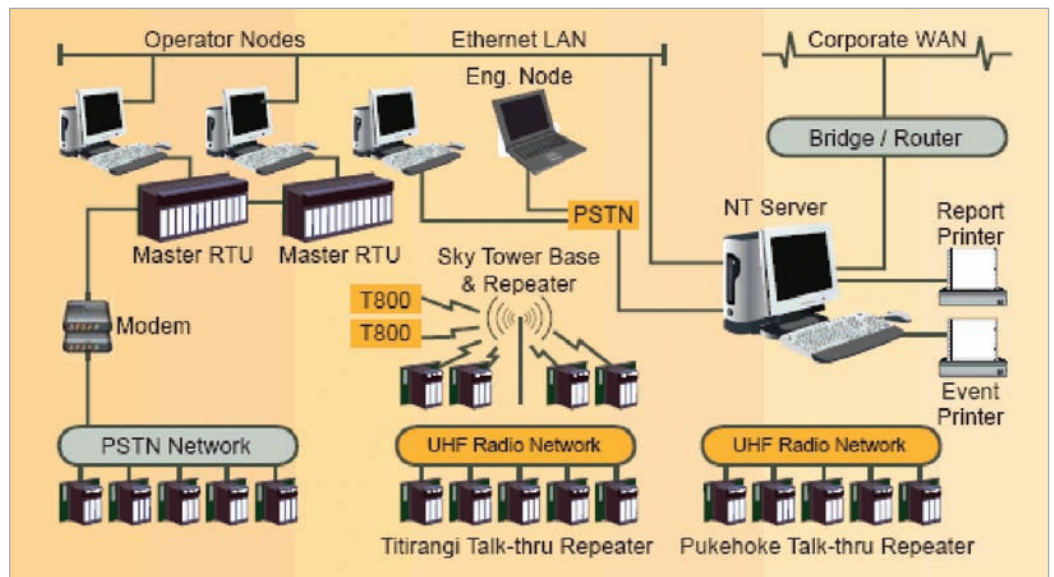 Operator Nodes
Ethernet LAN
Corporate WAN
Eng. Node
Bridge / Router
PSTN
NT Server
Report
Printer
Master RTU
Master RTU
Sky Tower Base
& Repeater
T800
T800
Modem
Event
Printer
PSTN Network
UHF Radio Network
UHF Radio Network
Titirangi Talk-thru Repeater
Pukehoke Talk-thru Repeater